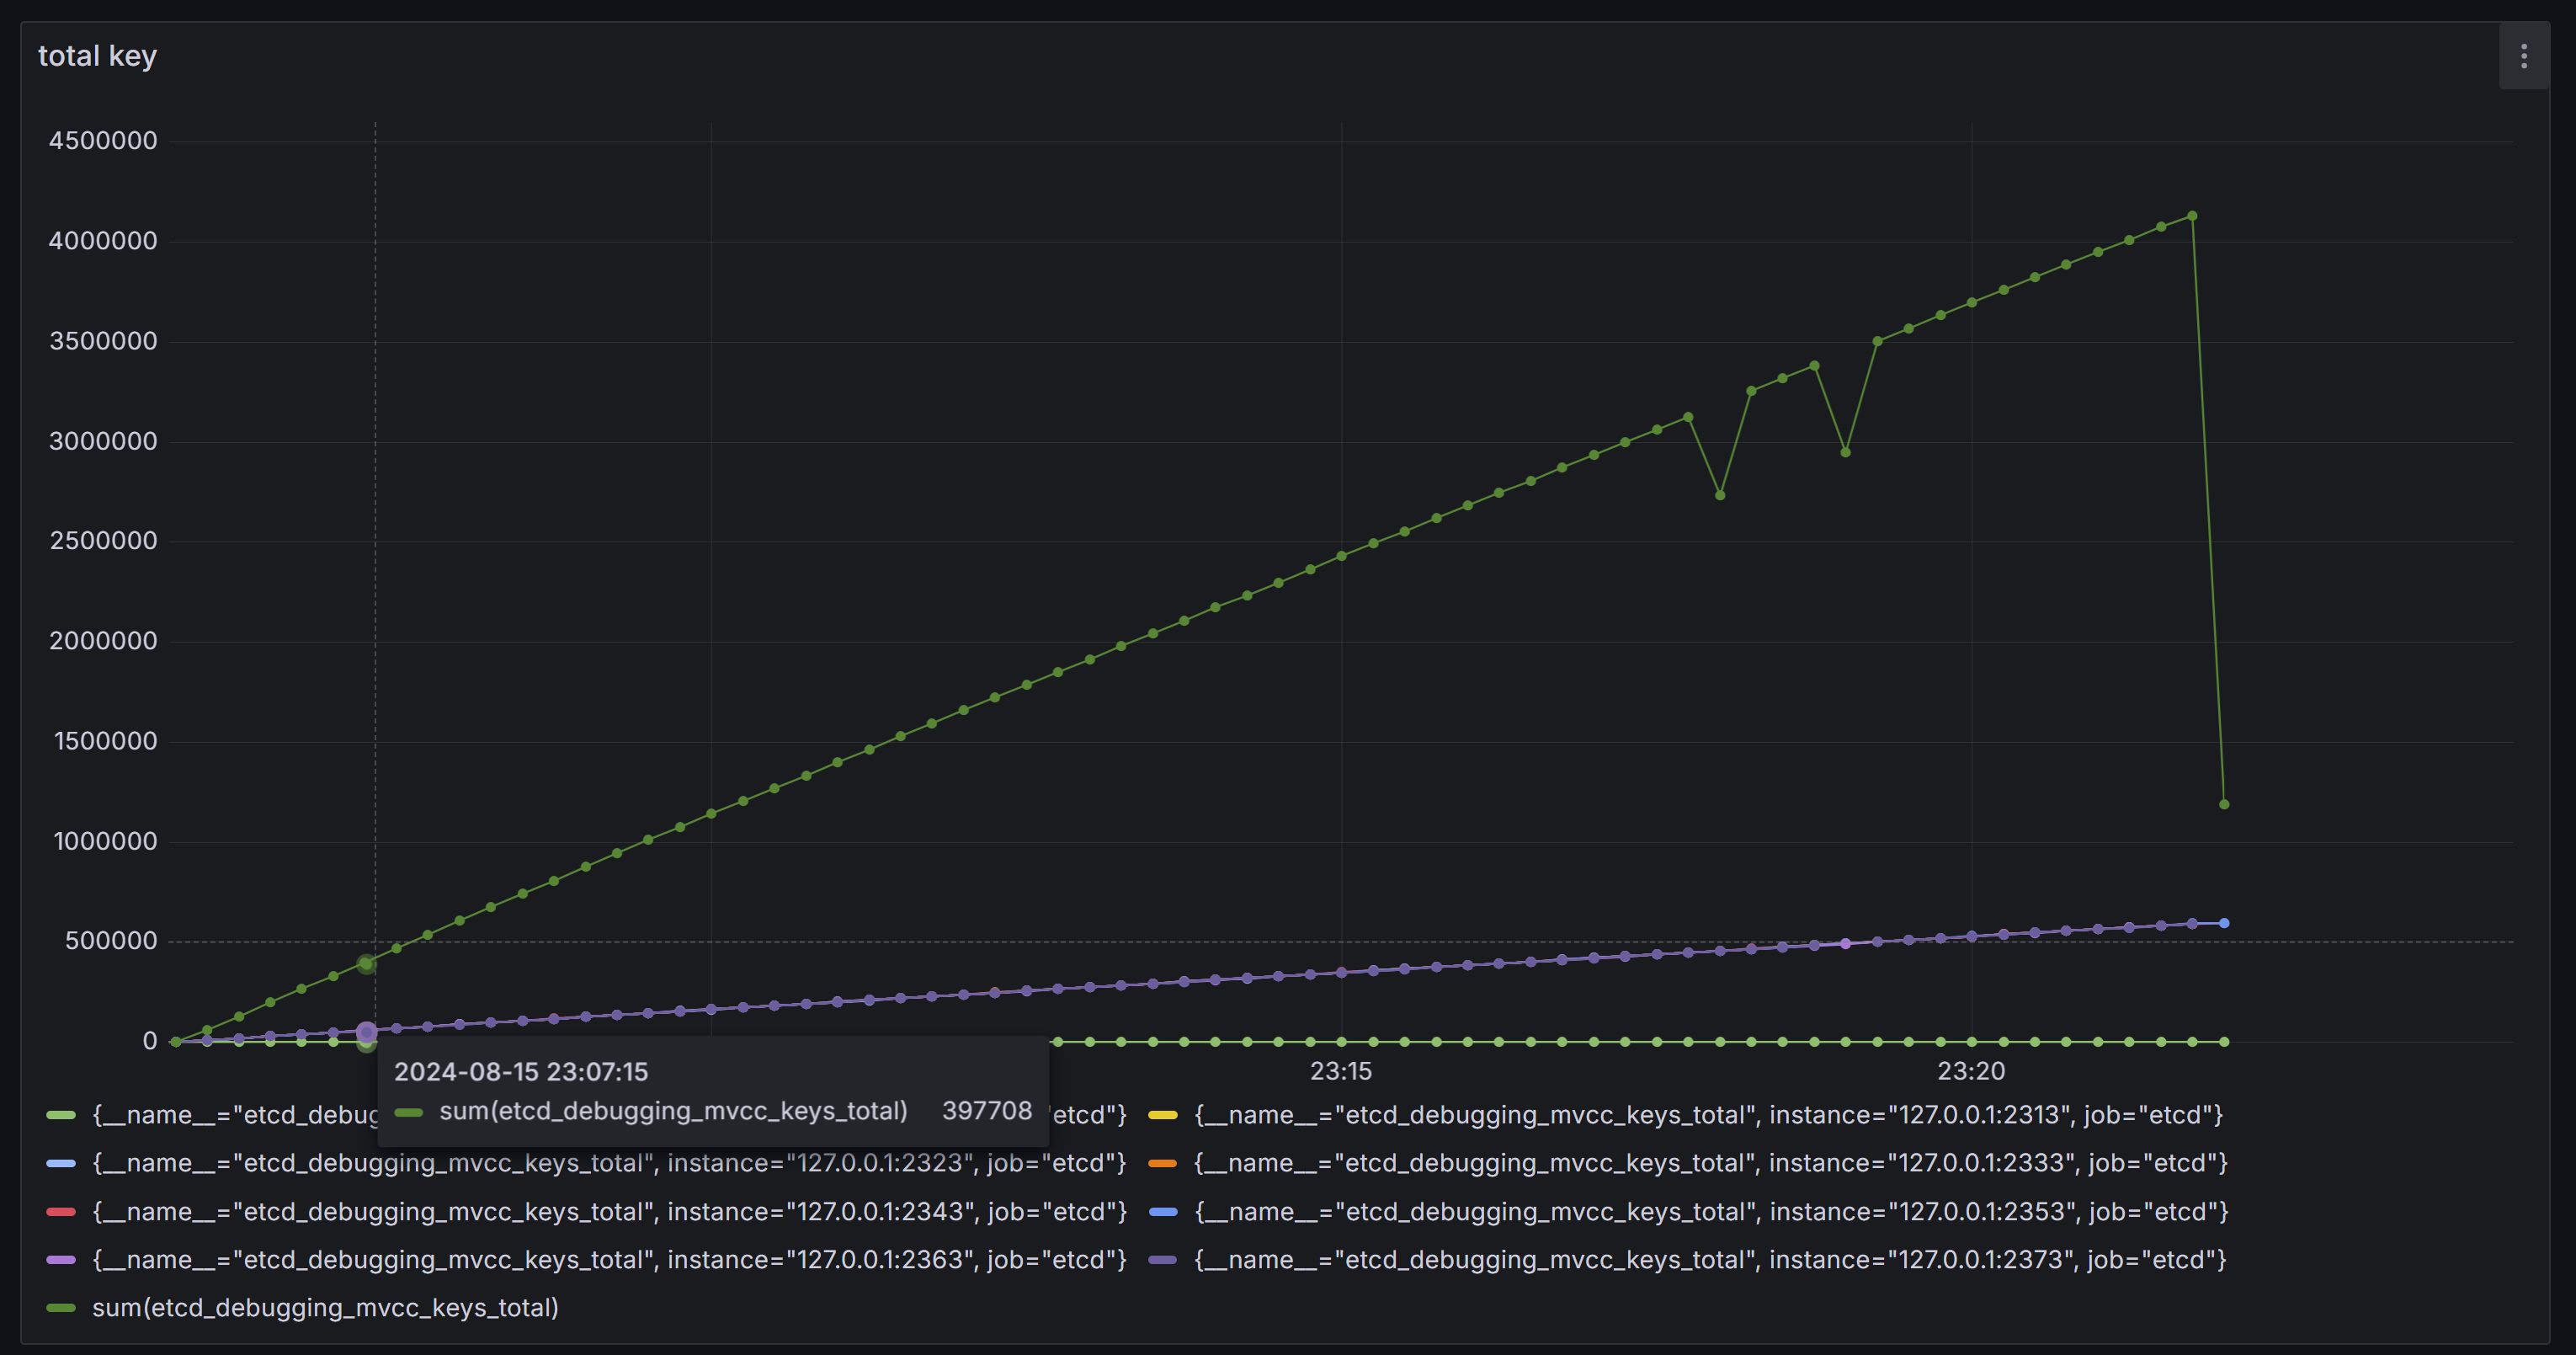 total key
4500000
4000000
3500000
3000000
2500000
2000000
1500000
1000000
500000
0
23:15
23:20
2024-08-15 23:07:15
sum(etcd_debugging_mvcc_keys_total) 397708
{__name__="etcd_debug etcd"}
{__name__="etcd_debugging_mvcc_keys_total", instance="127.0.0.1:2313", job="etcd"}
{__name__="etcd_debugging_mvcc_keys_total", instance="127.0.0.1:2323", job="etcd"}
{__name__="etcd_debugging_mvcc_keys_total", instance="127.0.0.1:2333", job="etcd"}
{__name__="etcd_debugging_mvcc_keys_total", instance="127.0.0.1:2343", job="etcd"}
{__name__="etcd_debugging_mvcc_keys_total", instance="127.0.0.1:2353", job="etcd"}
{__name__="etcd_debugging_mvcc_keys_total", instance="127.0.0.1:2363", job="etcd"}
{__name__="etcd_debugging_mvcc_keys_total", instance="127.0.0.1:2373", job="etcd"}
sum(etcd_debugging_mvcc_keys_total)